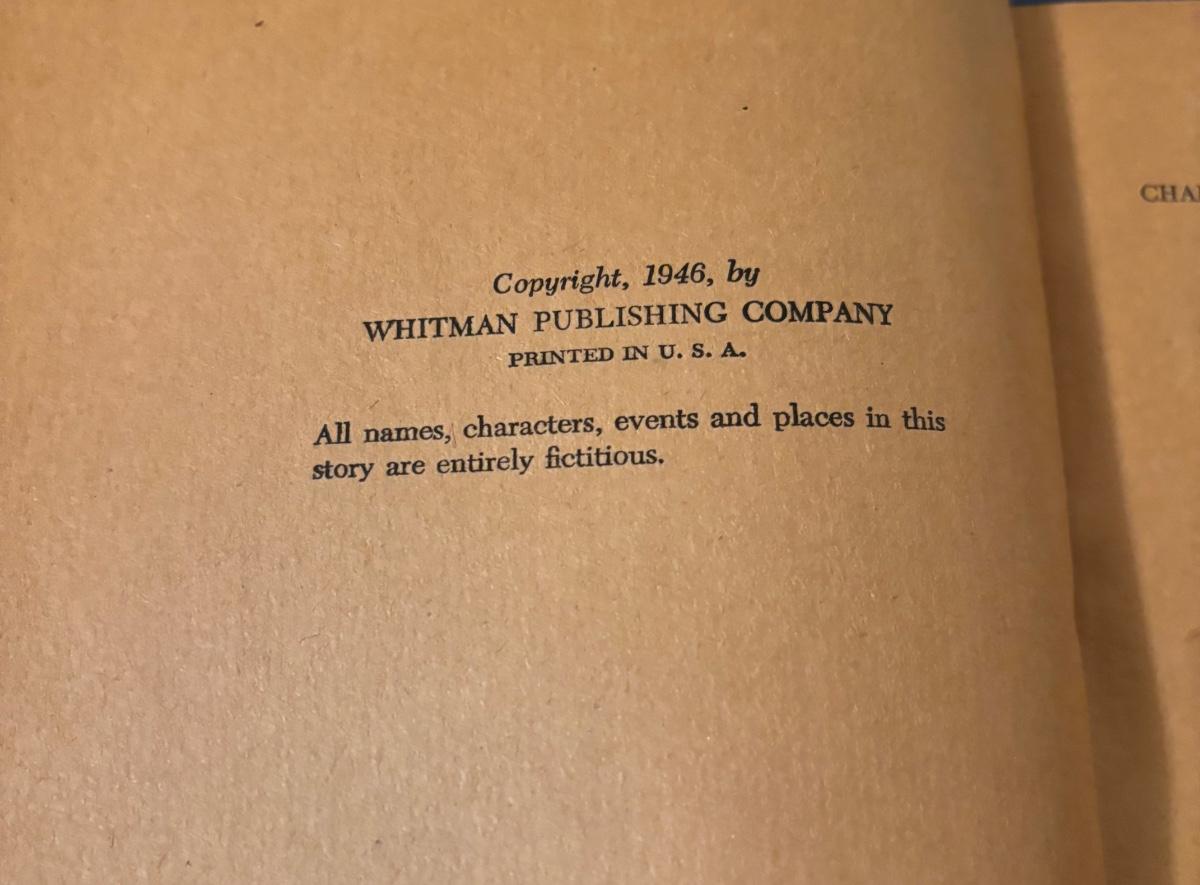 Copyright, 1946, by
WHITMAN PUBLISHING COMPANY
PRINTED IN U. S. A.
All names, characters, events and places in this
story are entirely fictitious.